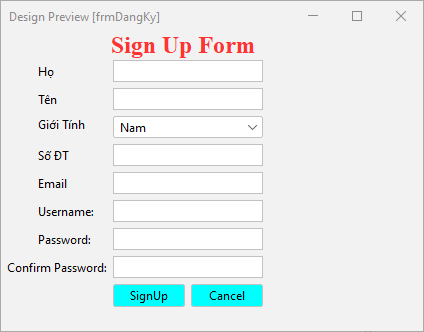 Design Preview [frmDangKy]
Sign Up Form
Họ
Tên
Giới Tính
Nam
Số ĐT
Email
Username:
Password:
Confirm Password:
SignUp
Cancel